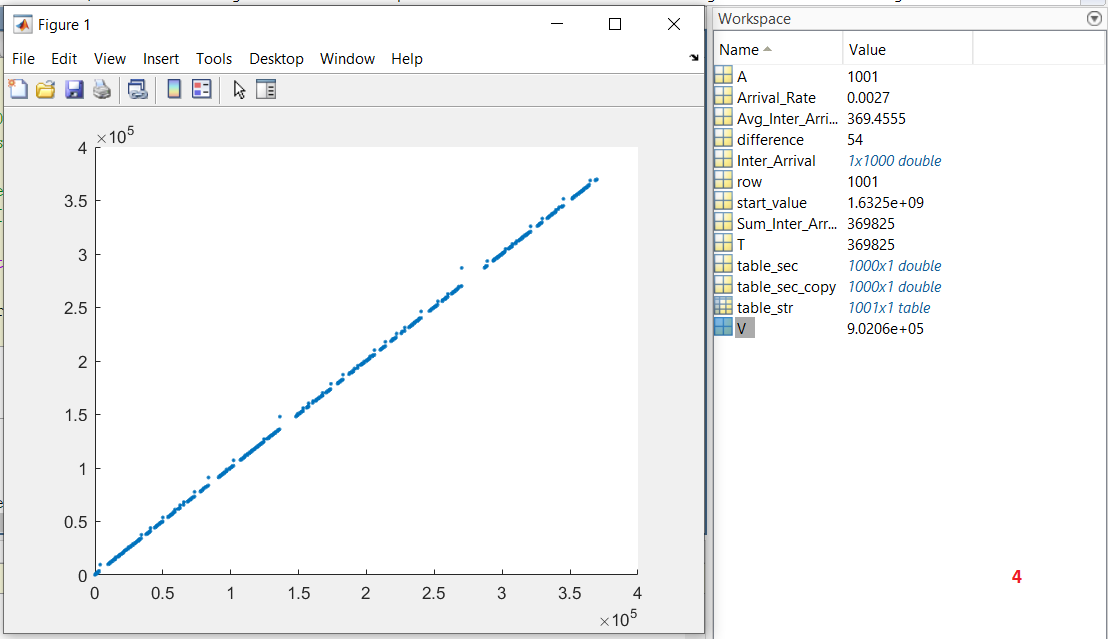 Figure 1
File Edit View Insert Tools Desktop Window Help
×10^5
4
3.5
3
2.5
2
1.5
1
0.5
0
0 0.5 1 1.5 2 2.5 3 3.5 4
×10^5
Workspace
Name Value
A 1001
Arrival_Rate 0.0027
Avg_Inter_Arri... 369.4555
difference 54
Inter_Arrival 1x1000 double
row 1001
start_value 1.6325e+09
Sum_Inter_Arr... 369825
T 369825
table_sec 1000x1 double
table_sec_copy 1000x1 double
table_str 1001x1 table
V 9.0206e+05
4